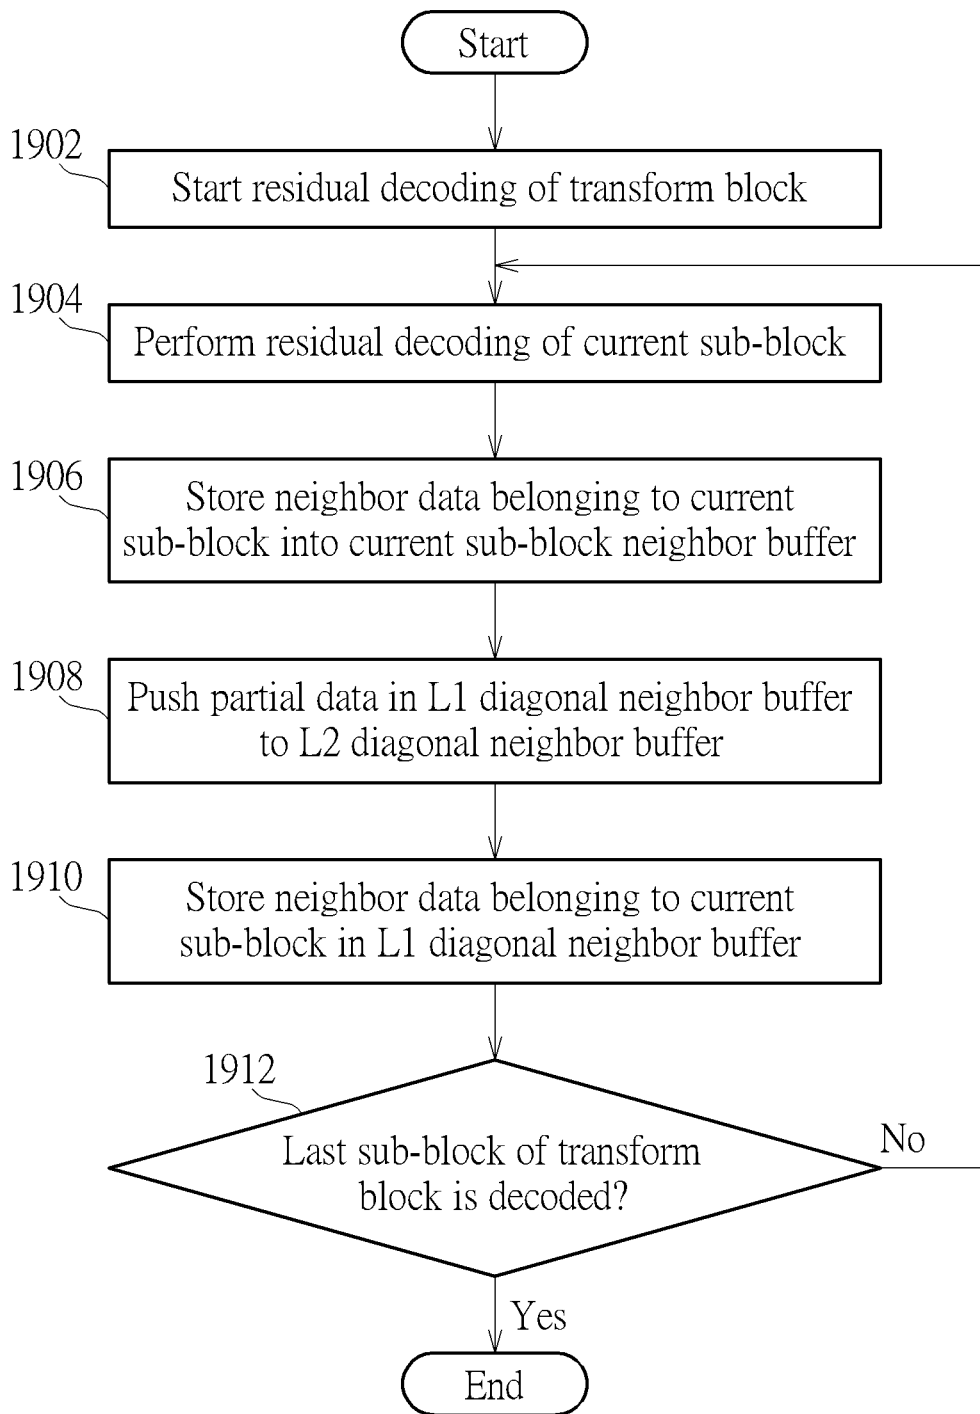 Start
1902
Start residual decoding of transform block
1904
Perform residual decoding of current sub-block
1906
Store neighbor data belonging to current
sub-block into current sub-block neighbor buffer
1908
Push partial data in L1 diagonal neighbor buffer
to L2 diagonal neighbor buffer
1910
Store neighbor data belonging to current
sub-block in L1 diagonal neighbor buffer
1912
Last sub-block of transform
block is decoded?
No
Yes
End